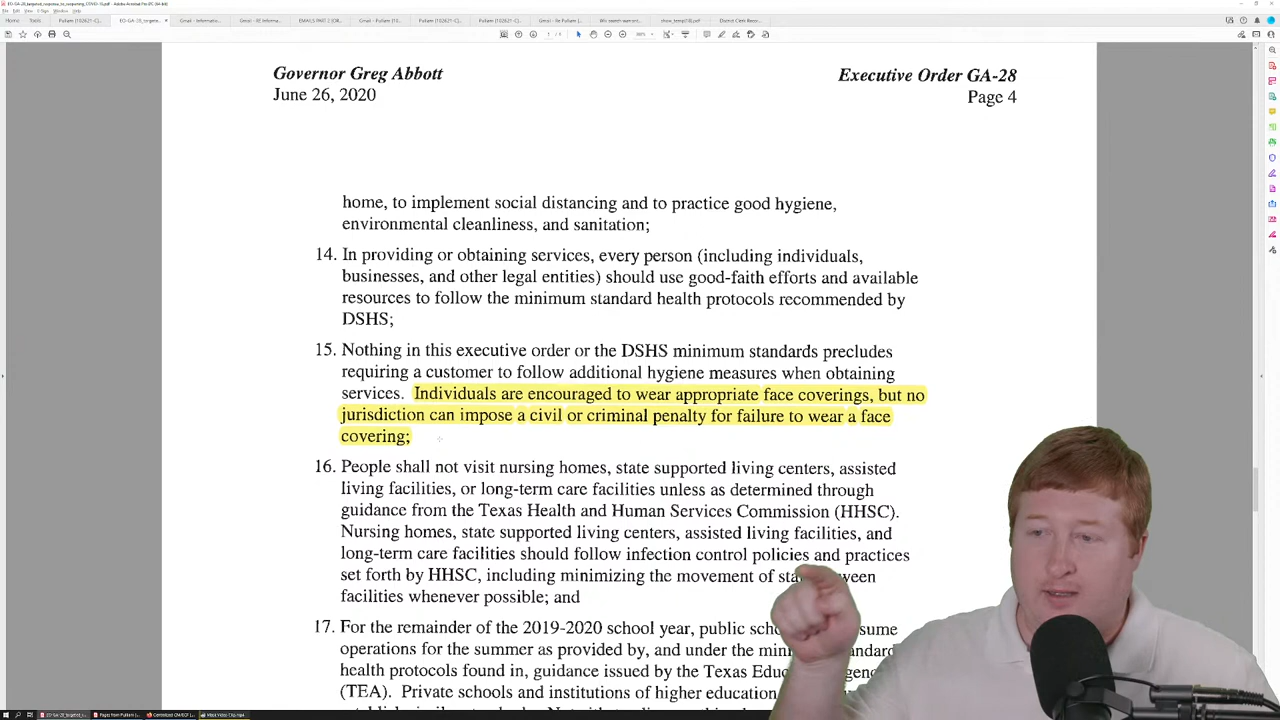 Home Tools
Governor Greg Abbott Executive Order GA-28
June 26, 2020 Page 4
home, to implement social distancing and to practice good hygiene,
environmental cleanliness, and sanitation;
14. In providing or obtaining services, every person (including individuals,
businesses, and other legal entities) should use good-faith efforts and available
resources to follow the minimum standard health protocols recommended by
DSHS;
15. Nothing in this executive order or the DSHS minimum standards precludes
requiring a customer to follow additional hygiene measures when obtaining
services. Individuals are encouraged to wear appropriate face coverings, but no
jurisdiction can impose a civil or criminal penalty for failure to wear a face
covering;
16. People shall not visit nursing homes, state supported living centers, assisted
living facilities, or long-term care facilities unless as determined through
guidance from the Texas Health and Human Services Commission (HHSC).
Nursing homes, state supported living centers, assisted living facilities, and
long-term care facilities should follow infection control policies and practices
set forth by HHSC, including minimizing the movement of
facilities whenever possible; and
17. For the remainder of the 2019-2020 school year, public
operations for the summer as provided by, and under the
health protocols found in, guidance issued by the Texas
(TEA). Private schools and institutions of higher education